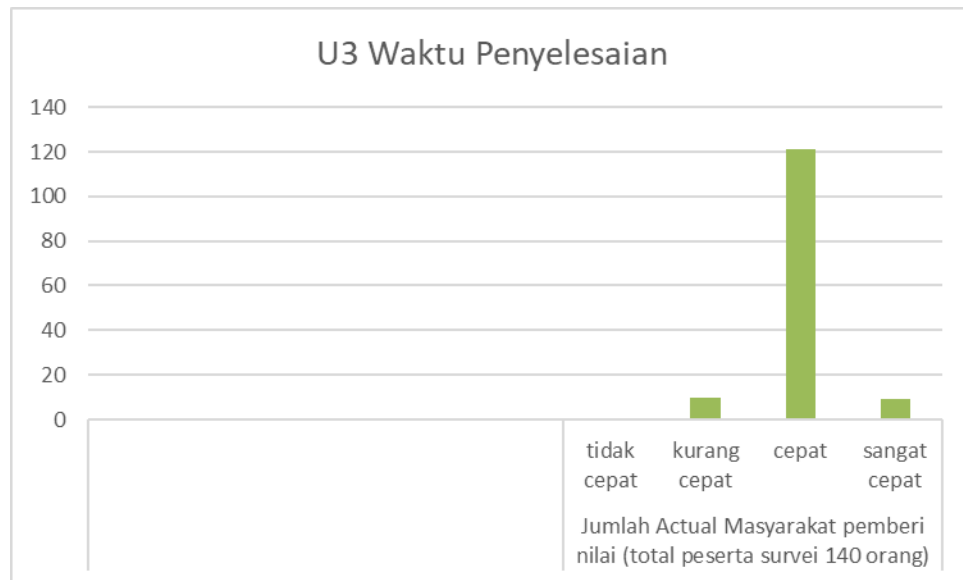 U3 Waktu Penyelesaian
140
120
100
80
60
40
20
0
tidak cepat
kurang cepat
cepat
sangat cepat
Jumlah Actual Masyarakat pemberi
nilai (total peserta survei 140 orang)